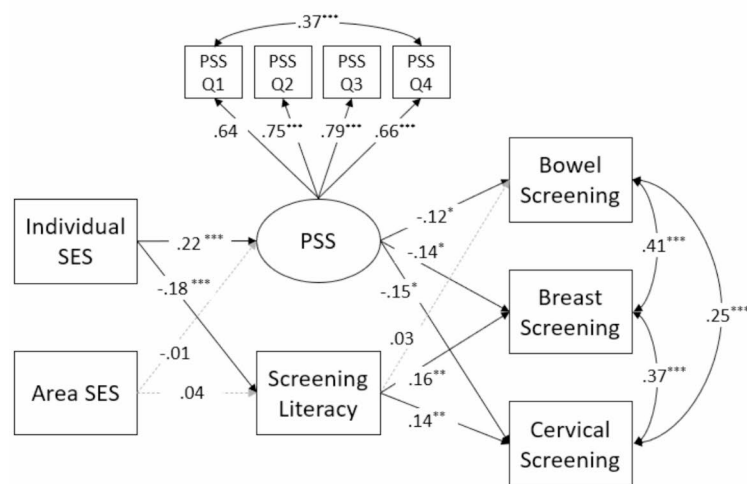 .37***
PSS
Q1
PSS
Q2
PSS
Q3
PSS
Q4
.64
.75***
.79***
.66***
Individual
SES
Area SES
.22 ***
-.18 ***
-.01
.04
PSS
Screening
Literacy
-.12*
-.14*
-.15*
.03
.16**
.14**
Bowel
Screening
Breast
Screening
Cervical
Screening
.41***
.25***
.37***